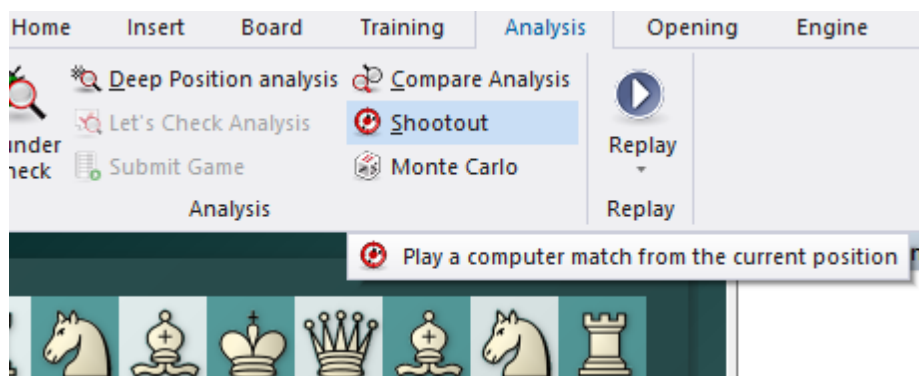 Home Insert Board Training Analysis Opening Engine
Deep Position analysis
Let's Check Analysis
Submit Game
Compare Analysis
Shootout
Monte Carlo
Analysis
Replay
Replay
Play a computer match from the current position